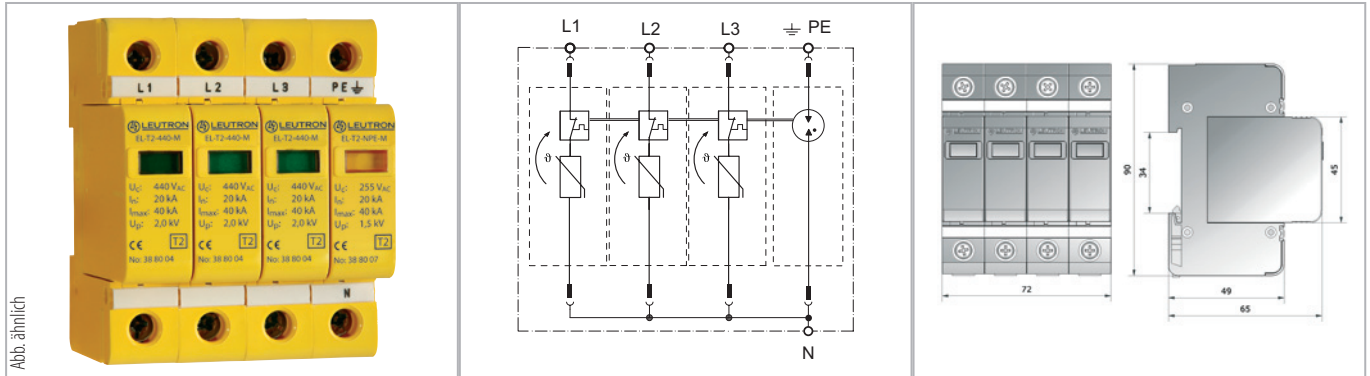 L1 L2 L3 PE
LEUTRON LEUTRON LEUTRON LEUTRON
EL-T2-440-M EL-T2-440-M EL-T2-440-M EL-T2-NPE-M
Uc: 440 VAC Uc: 440 VAC Uc: 440 VAC Uc: 255 VAC
In: 20 kA In: 20 kA In: 20 kA In: 20 kA
Imax: 40 kA Imax: 40 kA Imax: 40 kA Imax: 40 kA
Up: 2,0 kV Up: 2,0 kV Up: 2,0 kV Up: 1,5 kV
CE T2 CE T2 CE T2 CE T2
No: 38 80 04 No: 38 80 04 No: 38 80 04 No: 38 80 07
N
Abb. ähnlich
L1 L2 L3 PE
ϑ ϑ ϑ
N
LEUTRON LEUTRON LEUTRON LEUTRON
90
34
45
72
49
65